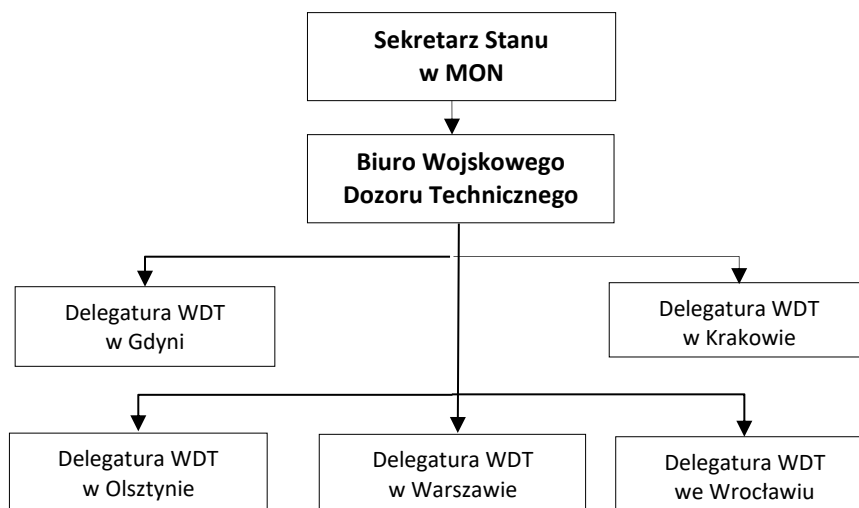 Sekretarz Stanu
w MON
Biuro Wojskowego
Dozoru Technicznego
Delegatura WDT
w Gdyni
Delegatura WDT
w Krakowie
Delegatura WDT
w Olsztynie
Delegatura WDT
w Warszawie
Delegatura WDT
we Wrocławiu